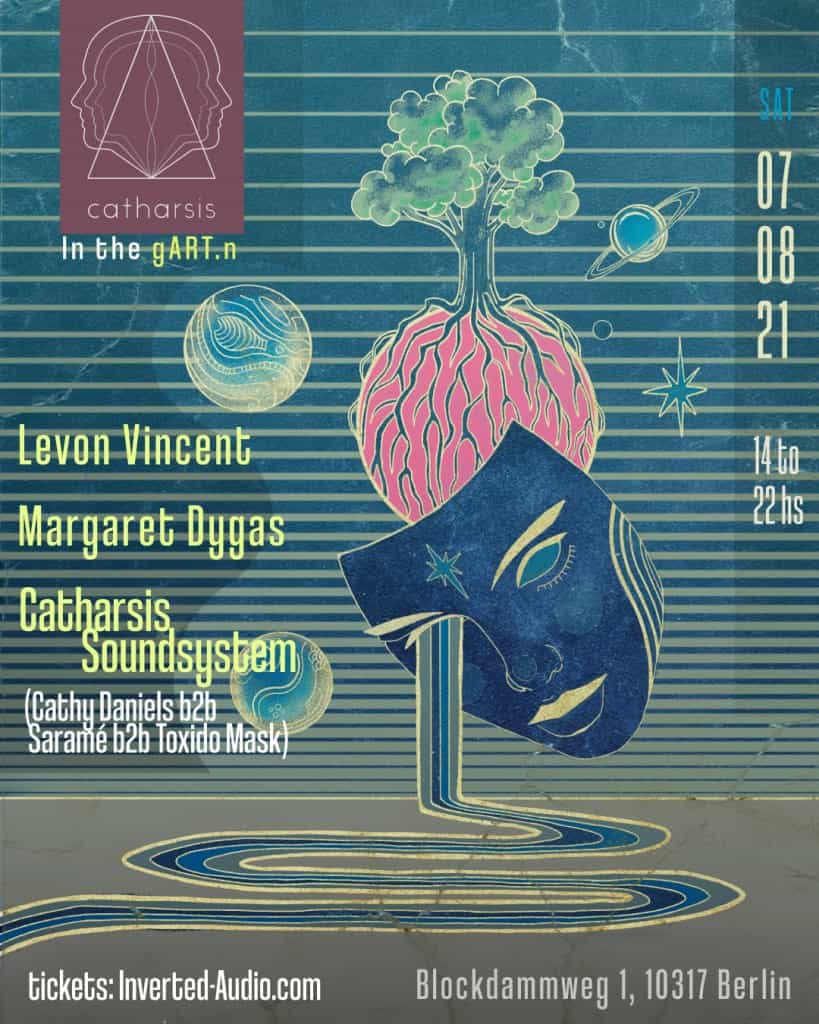 catharsis
In the gART.n
SAT
07
08
21
14 to
22 hs
Levon Vincent
Margaret Dygas
Catharsis
Soundsystem
(Cathy Daniels b2b
Saramé b2b Toxido Mask)
tickets: Inverted-Audio.com
Blockdammweg 1, 10317 Berlin